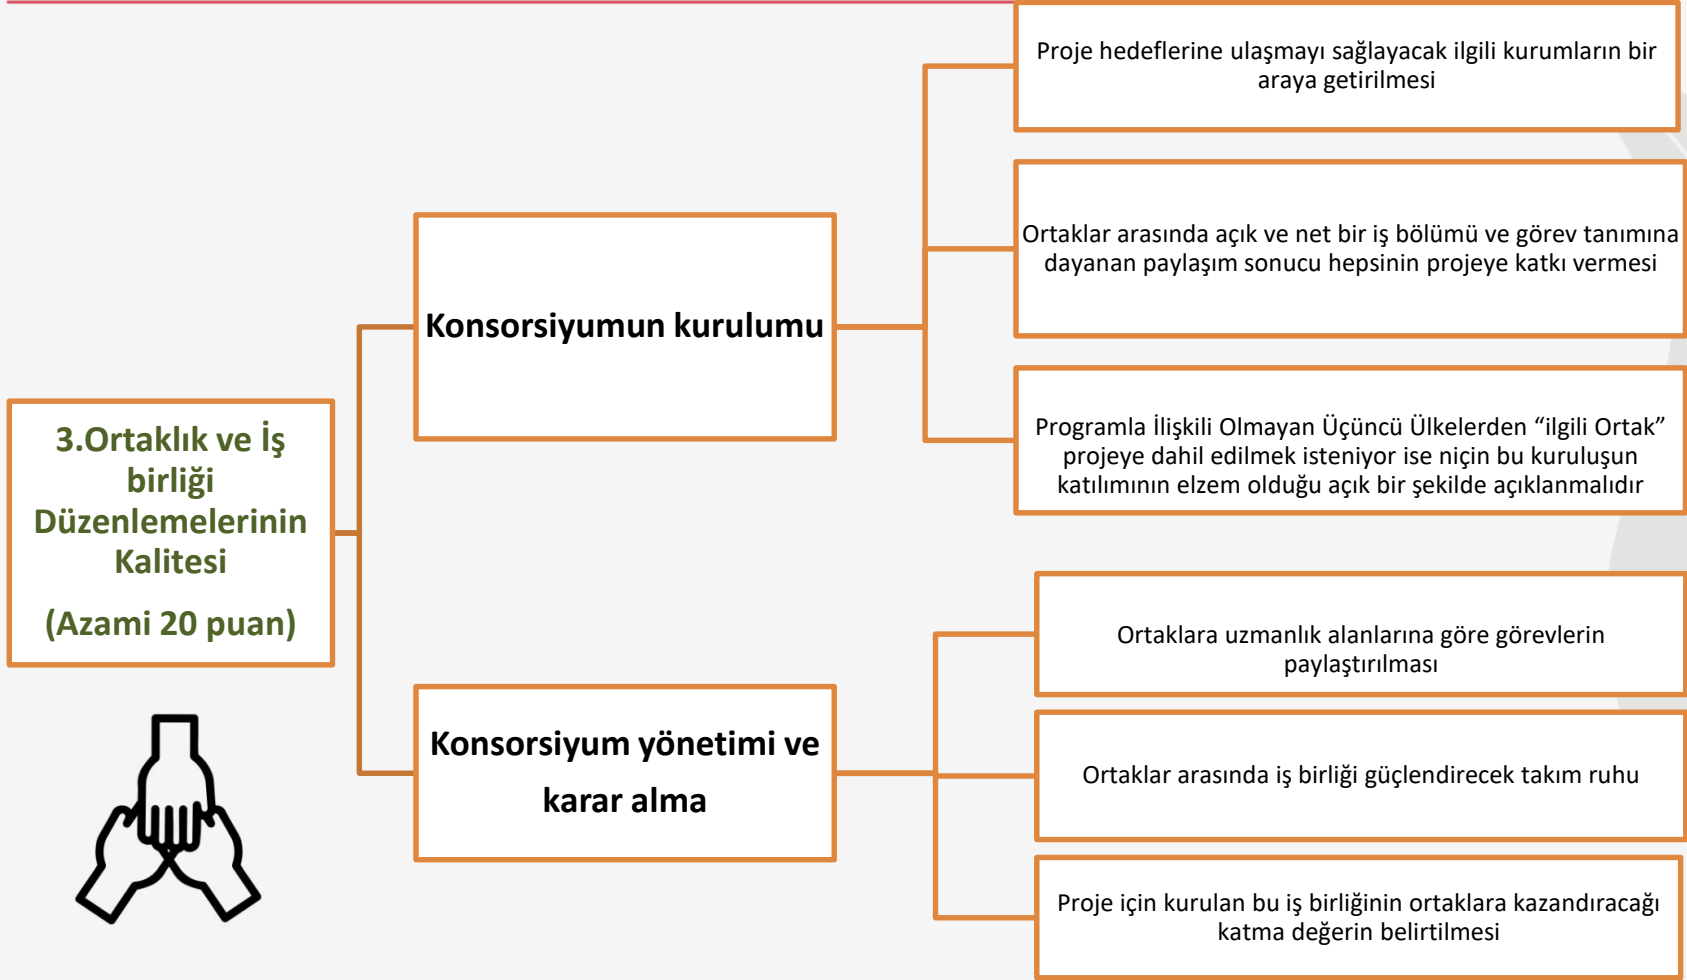 3.Ortaklık ve İş
birliği
Düzenlemelerinin
Kalitesi
(Azami 20 puan)
Konsorsiyumun kurulumu
Proje hedeflerine ulaşmayı sağlayacak ilgili kurumların bir
araya getirilmesi
Ortaklar arasında açık ve net bir iş bölümü ve görev tanımına
dayanan paylaşım sonucu hepsinin projeye katkı vermesi
Programla İlişkili Olmayan Üçüncü Ülkelerden “ilgili Ortak”
projeye dahil edilmek isteniyor ise niçin bu kuruluşun
katılımının elzem olduğu açık bir şekilde açıklanmalıdır
Konsorsiyum yönetimi ve
karar alma
Ortaklara uzmanlık alanlarına göre görevlerin
paylaştırılması
Ortaklar arasında iş birliği güçlendirecek takım ruhu
Proje için kurulan bu iş birliğinin ortaklara kazandıracağı
katma değerin belirtilmesi